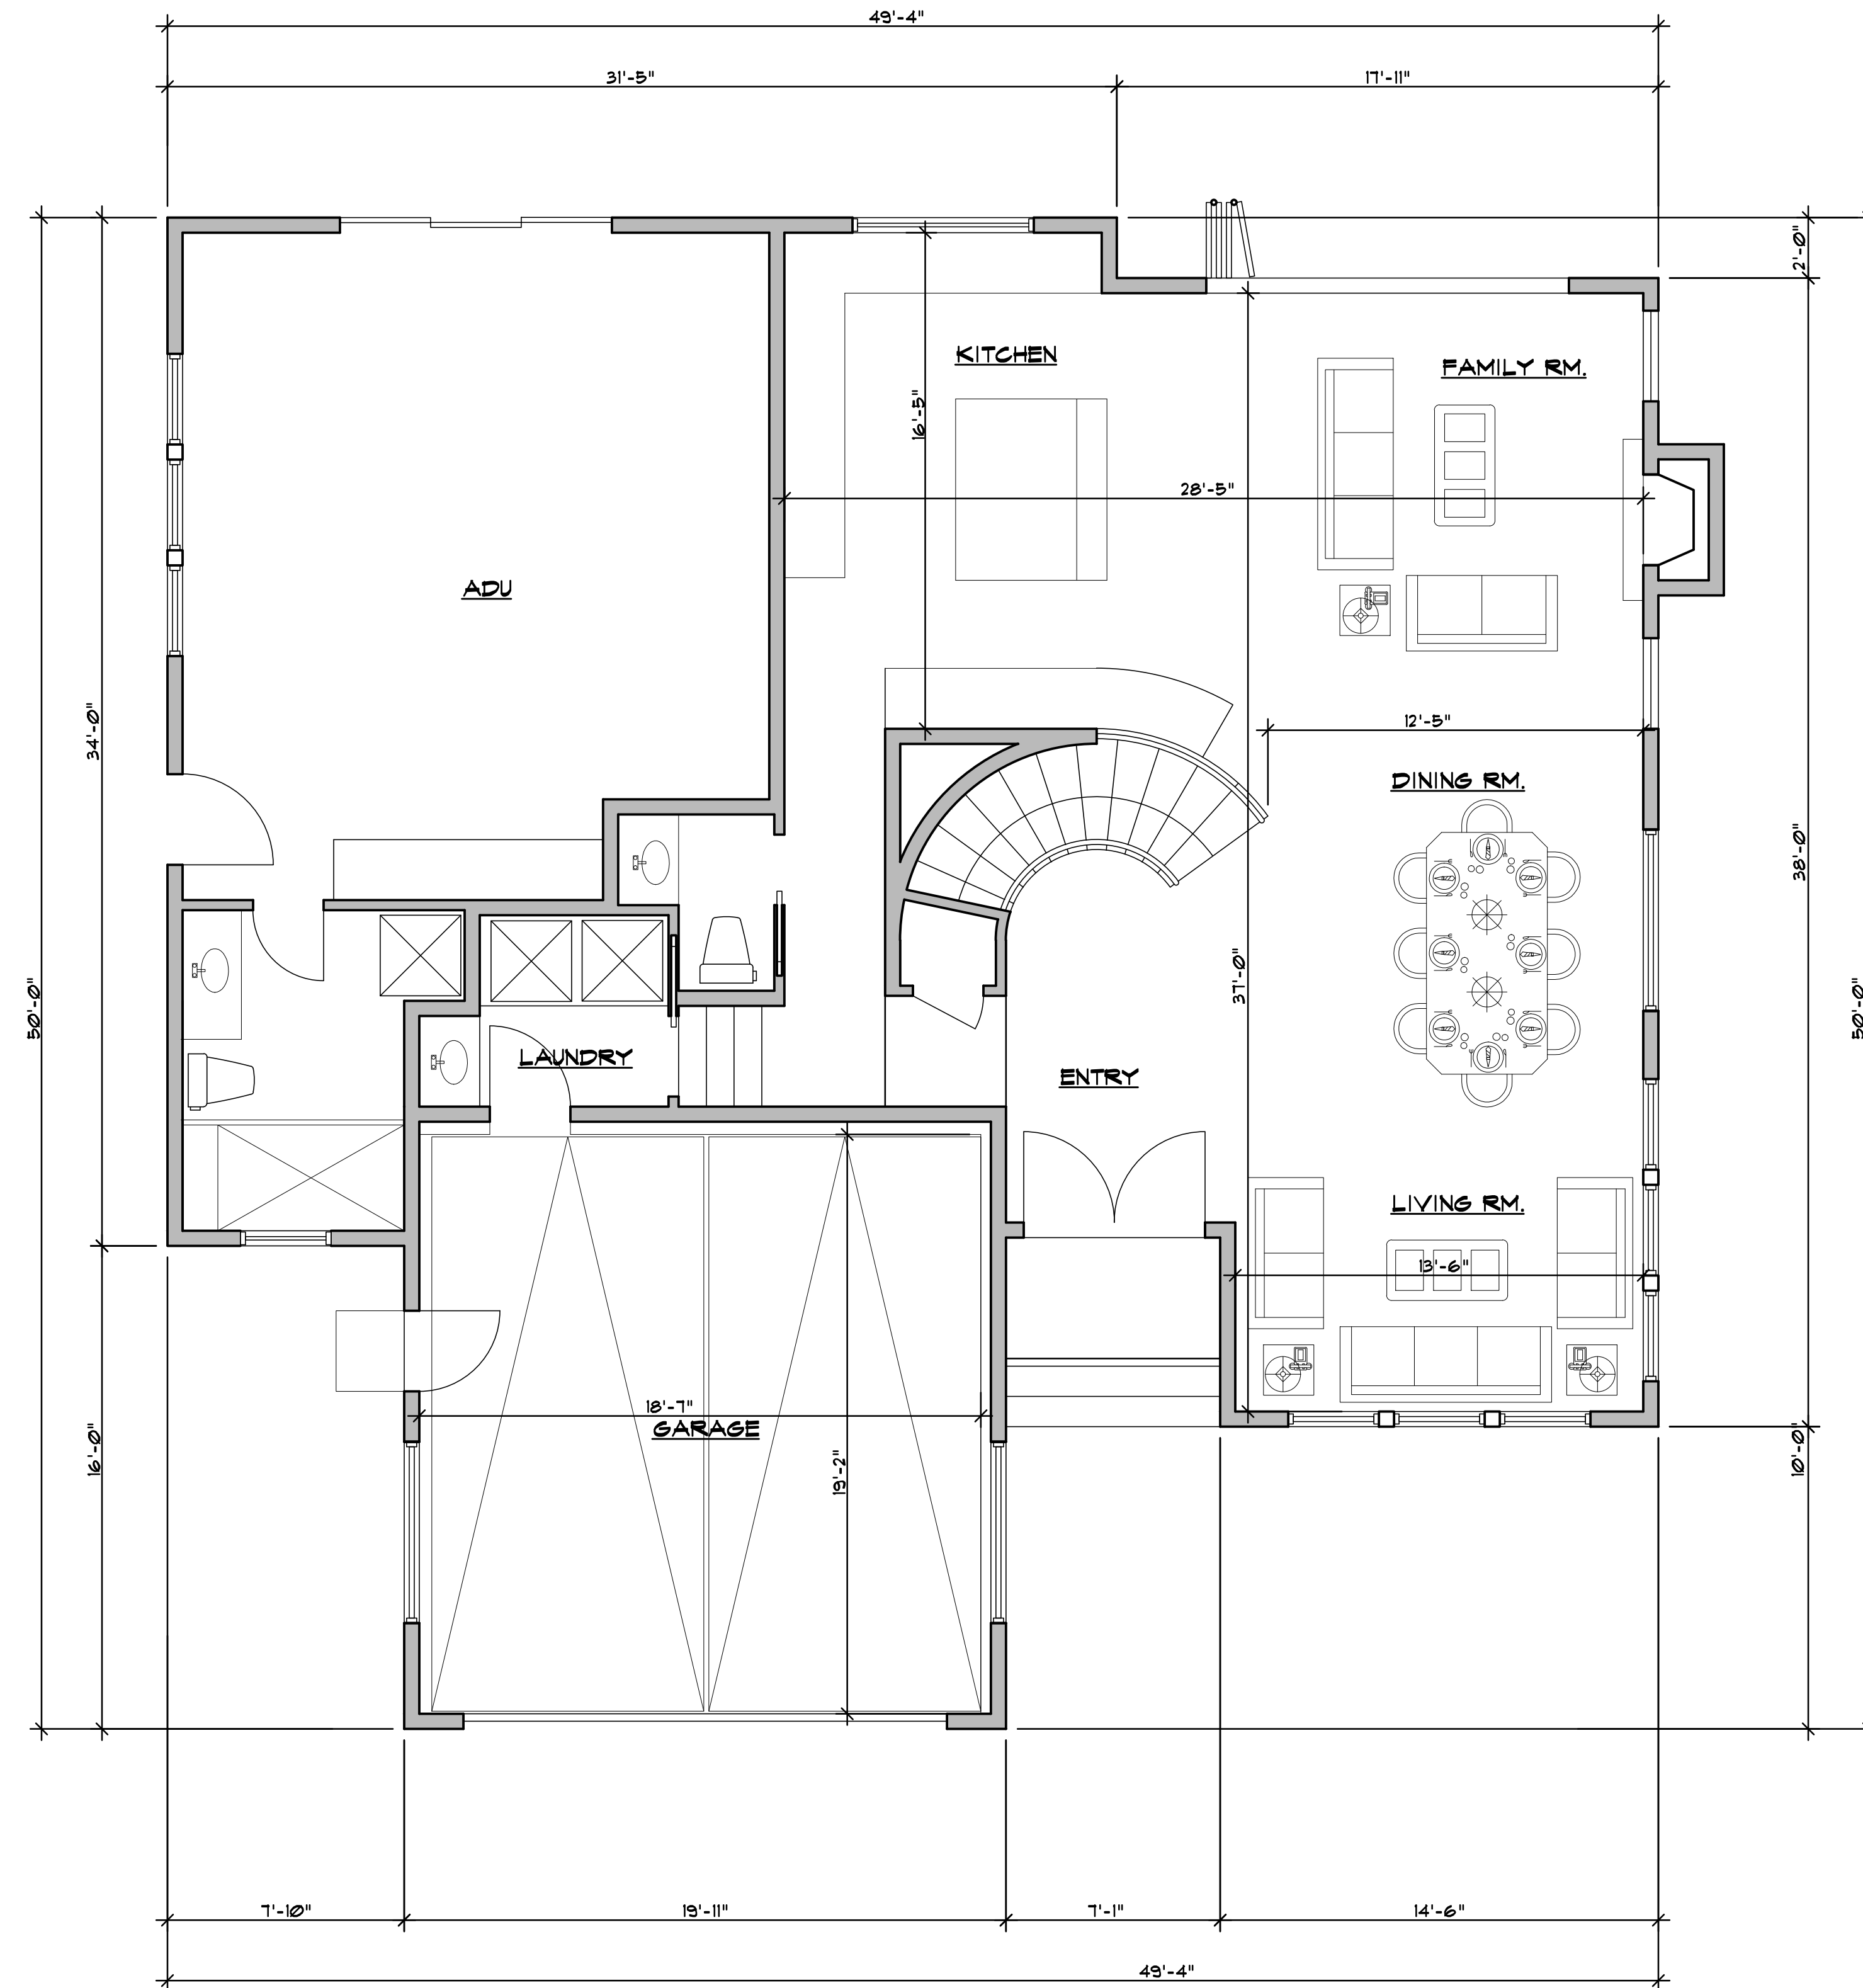 49'-4"
31'-5"
17'-11"
2'-0"
KITCHEN
FAMILY RM.
16'-5"
28'-5"
ADU
34'-0"
12'-5"
DINING RM.
38'-0"
50'-0"
37'-0"
50'-0"
LAUNDRY
ENTRY
LIVING RM.
13'-6"
18'-7"
GARAGE
16'-0"
19'-2"
10'-0"
7'-10"
19'-11"
7'-1"
14'-6"
49'-4"